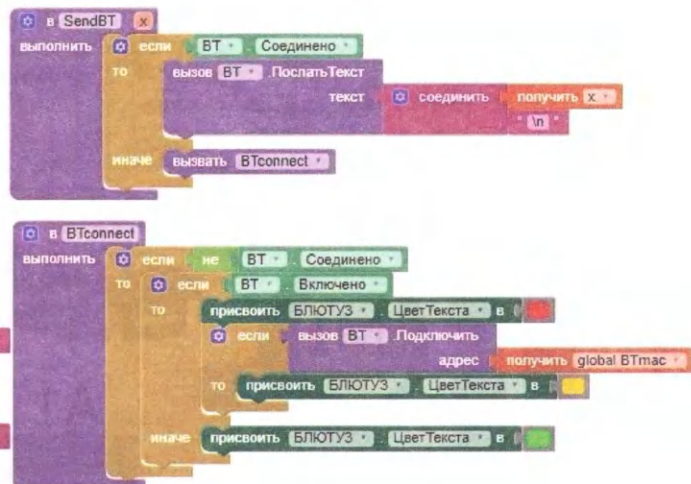 в SendBT x
выполнить если BT Соединено
то вызов BT .ПослатьТекст
текст соединить получить x
" \n "
иначе вызвать BTconnect
в BTconnect
выполнить если не BT . Соединено
то если BT . Включено
то присвоить БЛЮТУЗ . ЦветТекста в
если вызов BT .Подключить
адрес получить global BTmac
то присвоить БЛЮТУЗ . ЦветТекста в
иначе присвоить БЛЮТУЗ . ЦветТекста в